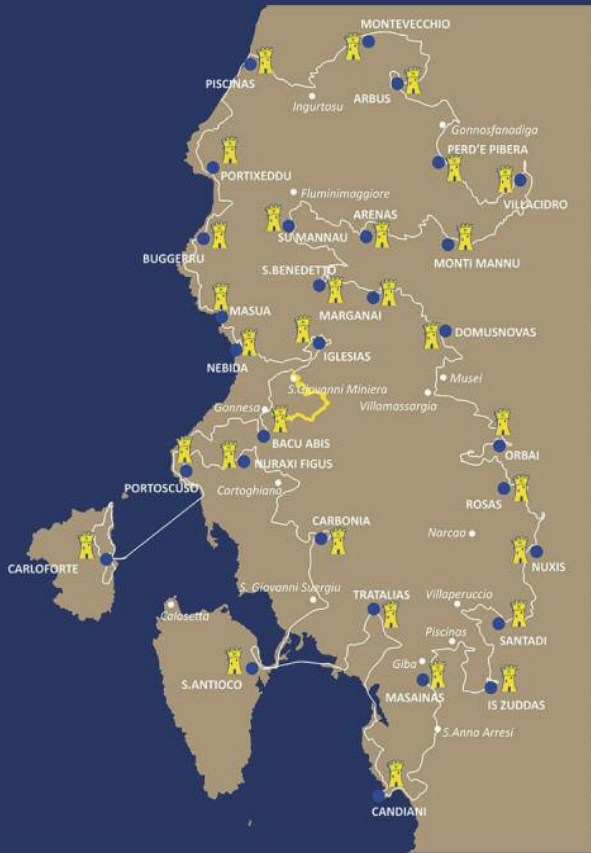 MONTEVECCHIO
PISCINAS
ARBUS
Ingurtosu
Gonnosfanadiga
PERD'E PIBERA
PORTIXEDDU
VILLACIDRO
Fluminimaggiore
ARENAS
SU MANNAU
BUGGERRU
MONTI MANNU
S.BENEDETTO
MARGANAI
MASUA
DOMUSNOVAS
IGLESIAS
NEBIDA
S.Giovanni Miniera
Musei
Villamassargia
Gonnesa
BACU ABIS
ORBAI
NURAXI FIGUS
PORTOSCUSO
Cortoghiana
ROSAS
CARBONIA
Narcao
CARLOFORTE
NUXIS
S. Giovanni Suergiu
TRATALIAS
Villaperuccio
Calasetta
SANTADI
Piscinas
Giba
S.ANTIOCO
MASAINAS
IS ZUDDAS
S.Anna Arresi
CANDIANI